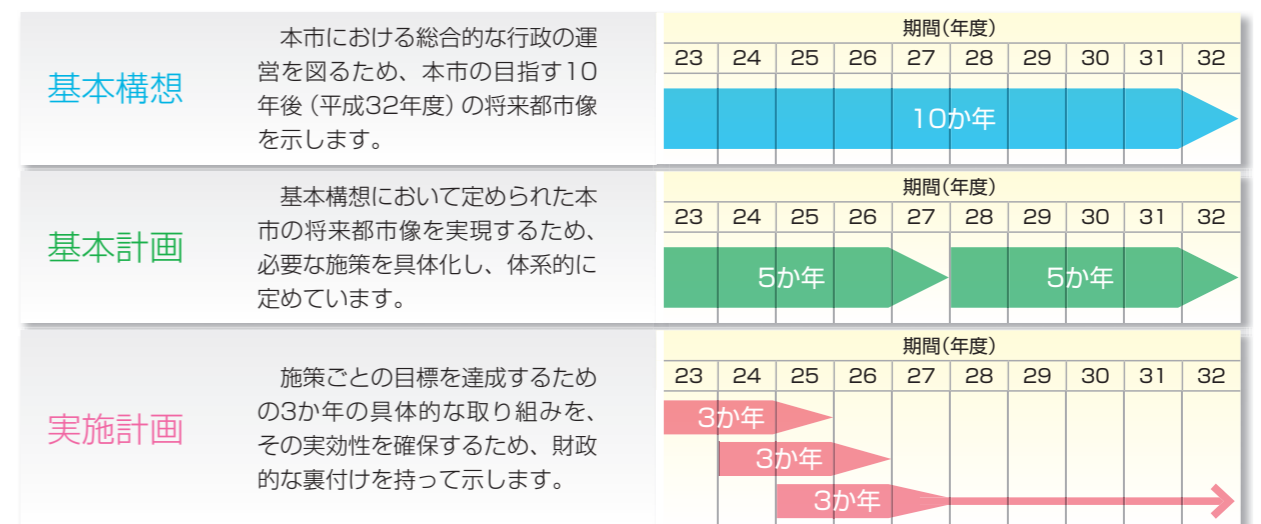 基本構想
本市における総合的な行政の運
営を図るため、本市の目指す10
年後（平成32年度）の将来都市像
を示します。
期間（年度）
23 24 25 26 27 28 29 30 31 32
10か年
基本計画
基本構想において定められた本
市の将来都市像を実現するため、
必要な施策を具体化し、体系的に
定めています。
期間（年度）
23 24 25 26 27 28 29 30 31 32
5か年 5か年
実施計画
施策ごとの目標を達成するため
の3か年の具体的な取り組みを、
その実効性を確保するため、財政
的な裏付けを持って示します。
期間（年度）
23 24 25 26 27 28 29 30 31 32
3か年
3か年
3か年